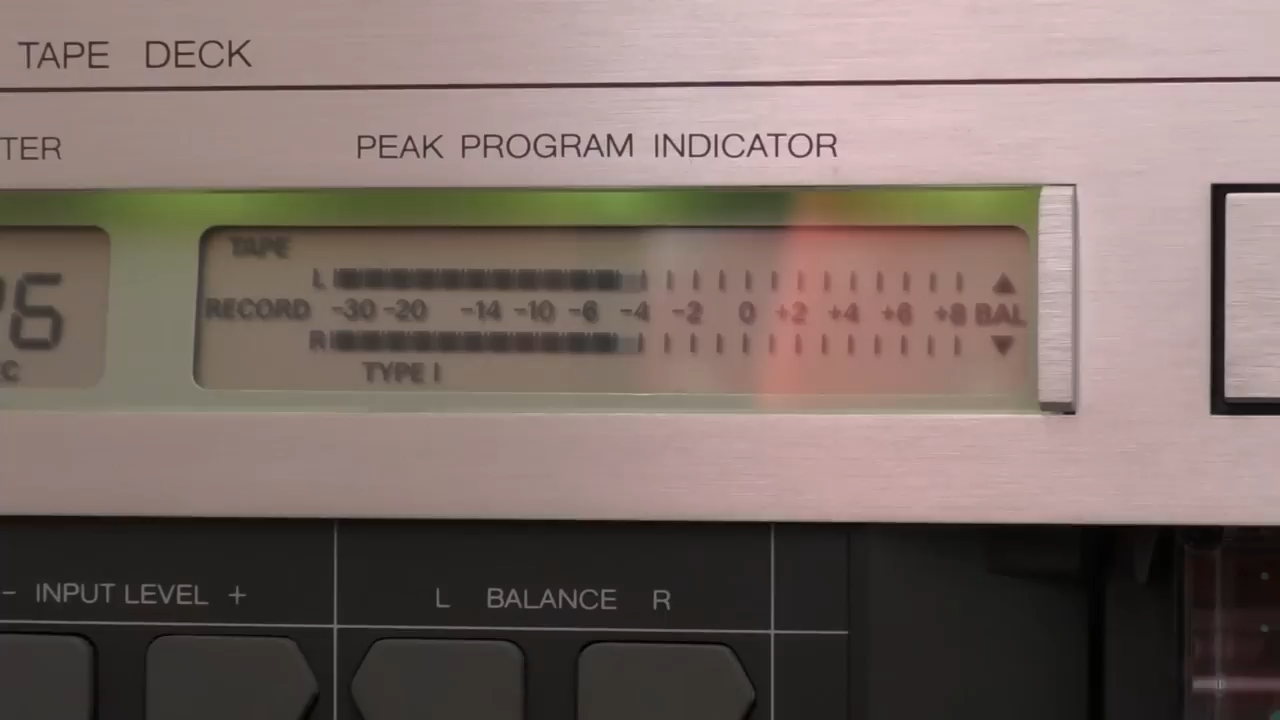 TAPE DECK
TER
PEAK PROGRAM INDICATOR
TAPE
L
6
RECORD -30 -20 -14 -10 -6 -4 -2 0 +2 +4 +6 +8 BAL
R
C
TYPE I
- INPUT LEVEL +
L BALANCE R